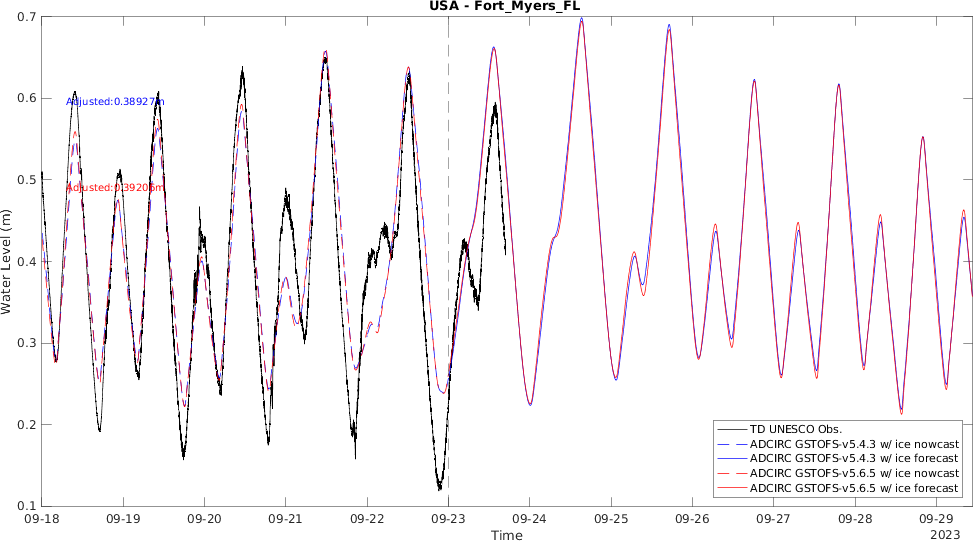 USA - Fort_Myers_FL
0.7
0.6
0.5
0.4
0.3
0.2
0.1
Water Level (m)
Adjusted:0.38927m
Adjusted:0.39206m
TD UNESCO Obs.
ADCIRC GSTOFS-v5.4.3 w/ ice nowcast
ADCIRC GSTOFS-v5.4.3 w/ ice forecast
ADCIRC GSTOFS-v5.6.5 w/ ice nowcast
ADCIRC GSTOFS-v5.6.5 w/ ice forecast
09-18 09-19 09-20 09-21 09-22 09-23 09-24 09-25 09-26 09-27 09-28 09-29
Time
2023